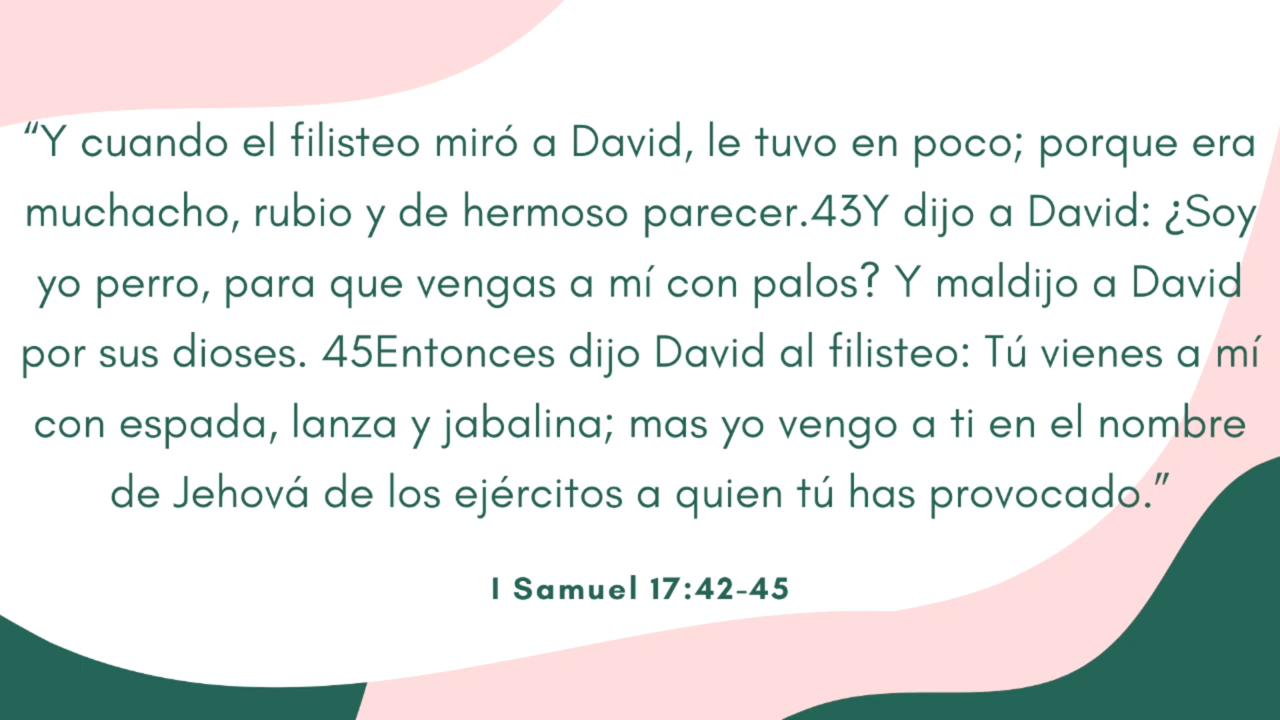 “Y cuando el filisteo miró a David, le tuvo en poco; porque era
muchacho, rubio y de hermoso parecer.43Y dijo a David: ¿Soy
yo perro, para que vengas a mí con palos? Y maldijo a David
por sus dioses. 45Entonces dijo David al filisteo: Tú vienes a mí
con espada, lanza y jabalina; mas yo vengo a ti en el nombre
de Jehová de los ejércitos a quien tú has provocado.”
I Samuel 17:42-45